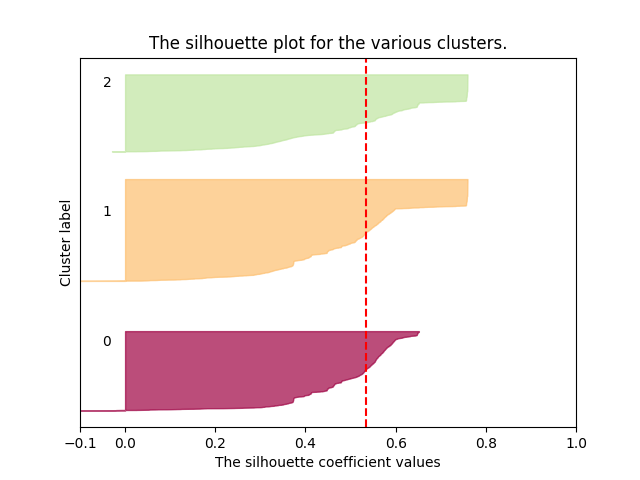 The silhouette plot for the various clusters.
2
1
0
Cluster label
−0.1 0.0 0.2 0.4 0.6 0.8 1.0
The silhouette coefficient values